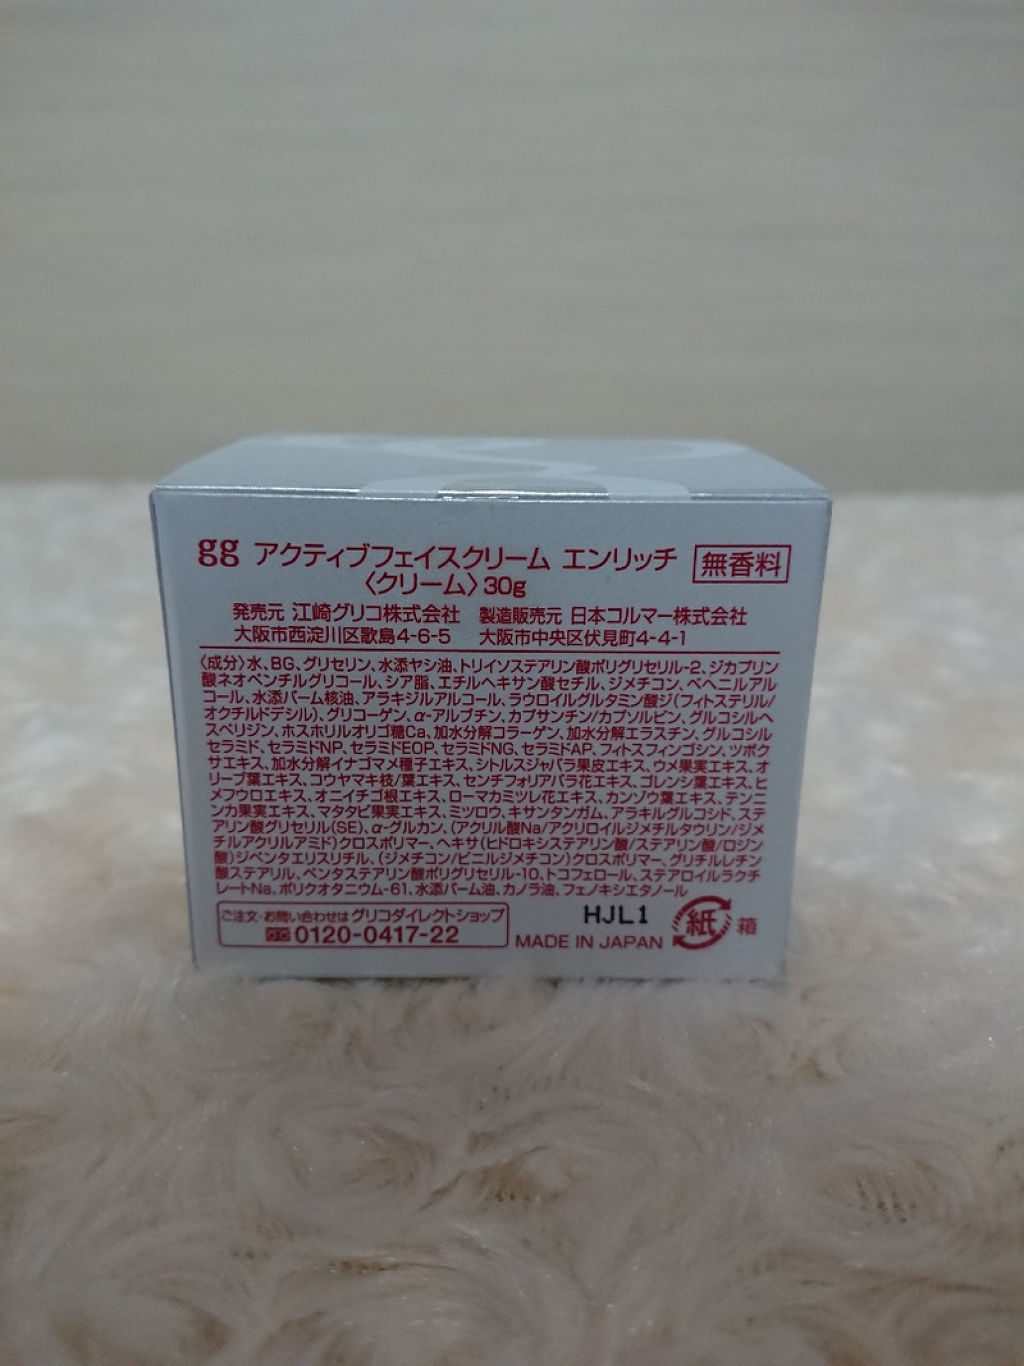 gg アクティブフェイスクリーム エンリッチ 無香料
〈クリーム〉30g
発売元 江崎グリコ株式会社 製造販売元 日本コルマー株式会社
大阪市西淀川区歌島4-6-5 大阪市中央区伏見町4-4-1
〈成分〉水、BG、グリセリン、水添ヤシ油、トリイソステアリン酸ポリグリセリル-2、ジカプリン
酸ネオペンチルグリコール、シア脂、エチルヘキサン酸セチル、ジメチコン、ベヘニルアル
コール、水添パーム核油、アラキジルアルコール、ラウロイルグルタミン酸ジ(フィトステリル/
オクチルドデシル)、グリコーゲン、α-アルブチン、カプサンチン/カプソルビン、グルコシルヘ
スペリジン、ホスホリルオリゴ糖Ca、加水分解コラーゲン、加水分解エラスチン、グルコシル
セラミド、セラミドNP、セラミドEOP、セラミドNG、セラミドAP、フィトスフィンゴシン、ツボク
サエキス、加水分解イナゴマメ種子エキス、シトルスジャバラ果皮エキス、ウメ果実エキス、オ
リーブ葉エキス、コウヤマキ枝/葉エキス、センチフォリアバラ花エキス、ゴレンシ葉エキス、ヒ
メフウロエキス、オニイチゴ根エキス、ローマカミツレ花エキス、カンゾウ葉エキス、テンニ
ンカ果実エキス、マタタビ果実エキス、ミツロウ、キサンタンガム、アラキルグルコシド、ステ
アリン酸グリセリル(SE)、α-グルカン、(アクリル酸Na/アクリロイルジメチルタウリン/ジメ
チルアクリルアミド)クロスポリマー、ヘキサ(ヒドロキシステアリン酸/ステアリン酸/ロジン
酸)ジペンタエリスリチル、(ジメチコン/ビニルジメチコン)クロスポリマー、グリチルレチン
酸ステアリル、ペンタステアリン酸ポリグリセリル-10、トコフェロール、ステアロイルラクチ
レートNa、ポリクオタニウム-61、水添パーム油、カノラ油、フェノキシエタノール
ご注文・お問い合わせは グリコダイレクトショップ
0120-0417-22
HJL1
MADE IN JAPAN
紙 箱